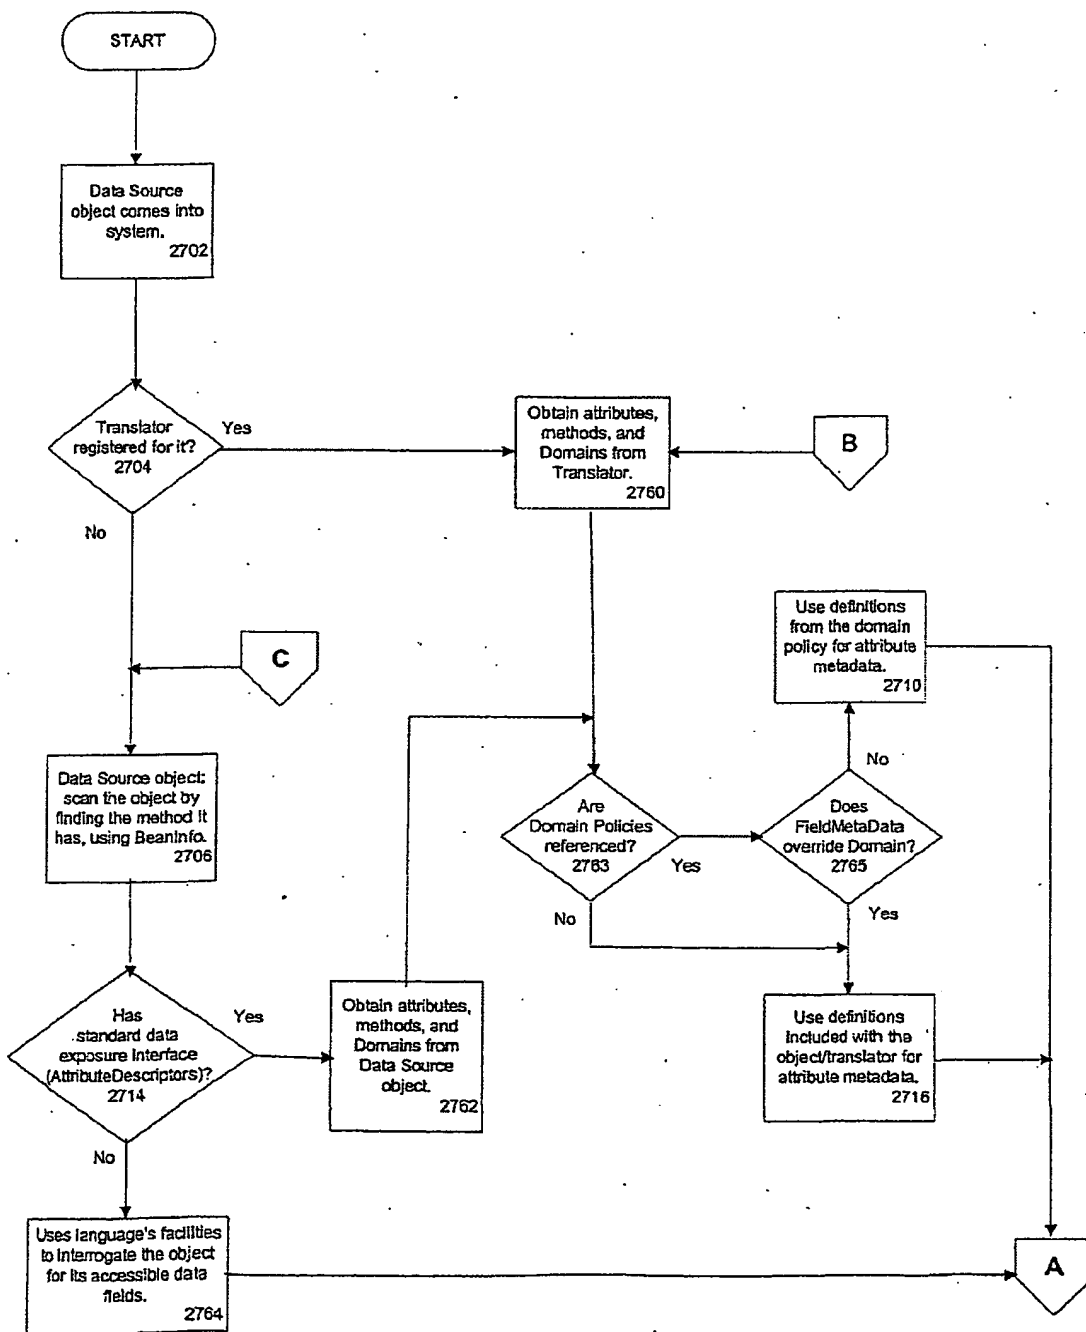 START
Data Source
object comes into
system.
2702
Translator
registered for it?
2704
Yes
No
Obtain attributes,
methods, and
Domains from
Translator.
2760
B
C
Use definitions
from the domain
policy for attribute
metadata.
2710
No
Data Source object:
scan the object by
finding the method it
has, using BeanInfo.
2706
Are
Domain Policies
referenced?
2763
Yes
No
Does
FieldMetaData
override Domain?
2765
Yes
Has
standard data
exposure Interface
(AttributeDescriptors)?
2714
Yes
No
Obtain attributes,
methods, and
Domains from
Data Source
object.
2762
Use definitions
Included with the
object/translator for
attribute metadata.
2716
Uses language's facilities
to Interrogate the object
for its accessible data
fields.
2764
A